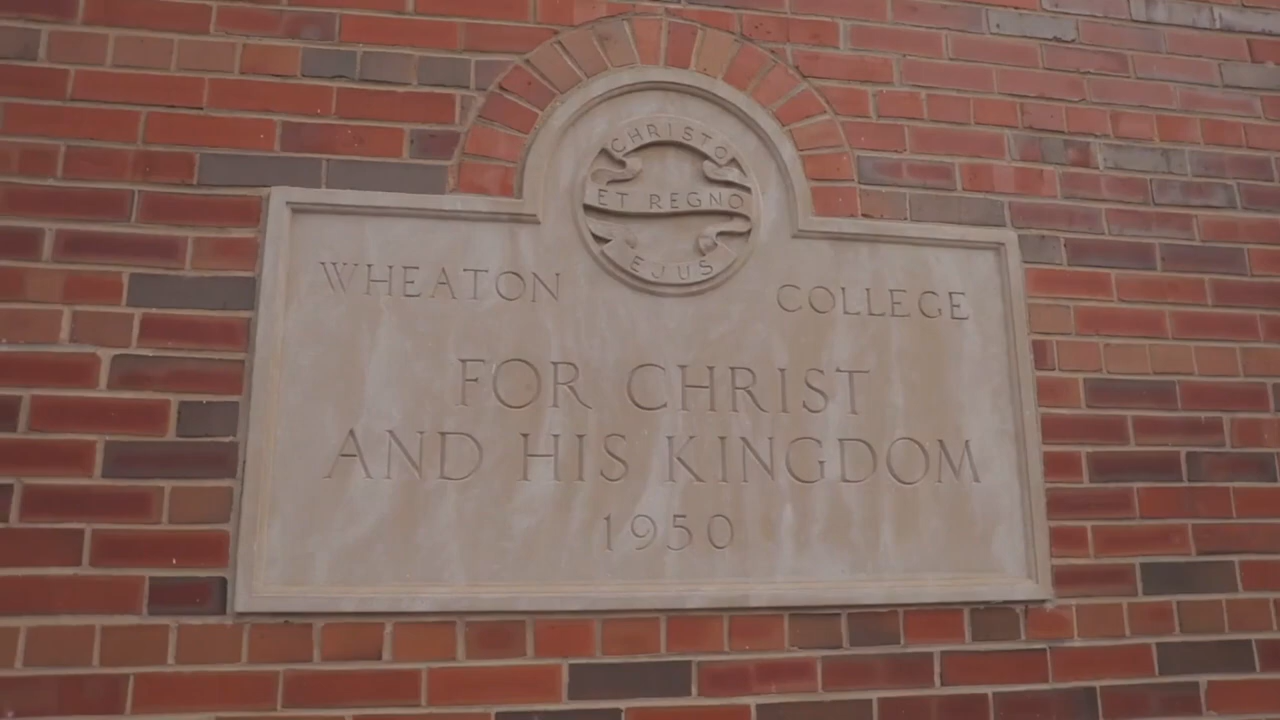 CHRISTO
ET REGNO
EJUS
WHEATON COLLEGE
FOR CHRIST
AND HIS KINGDOM
1950